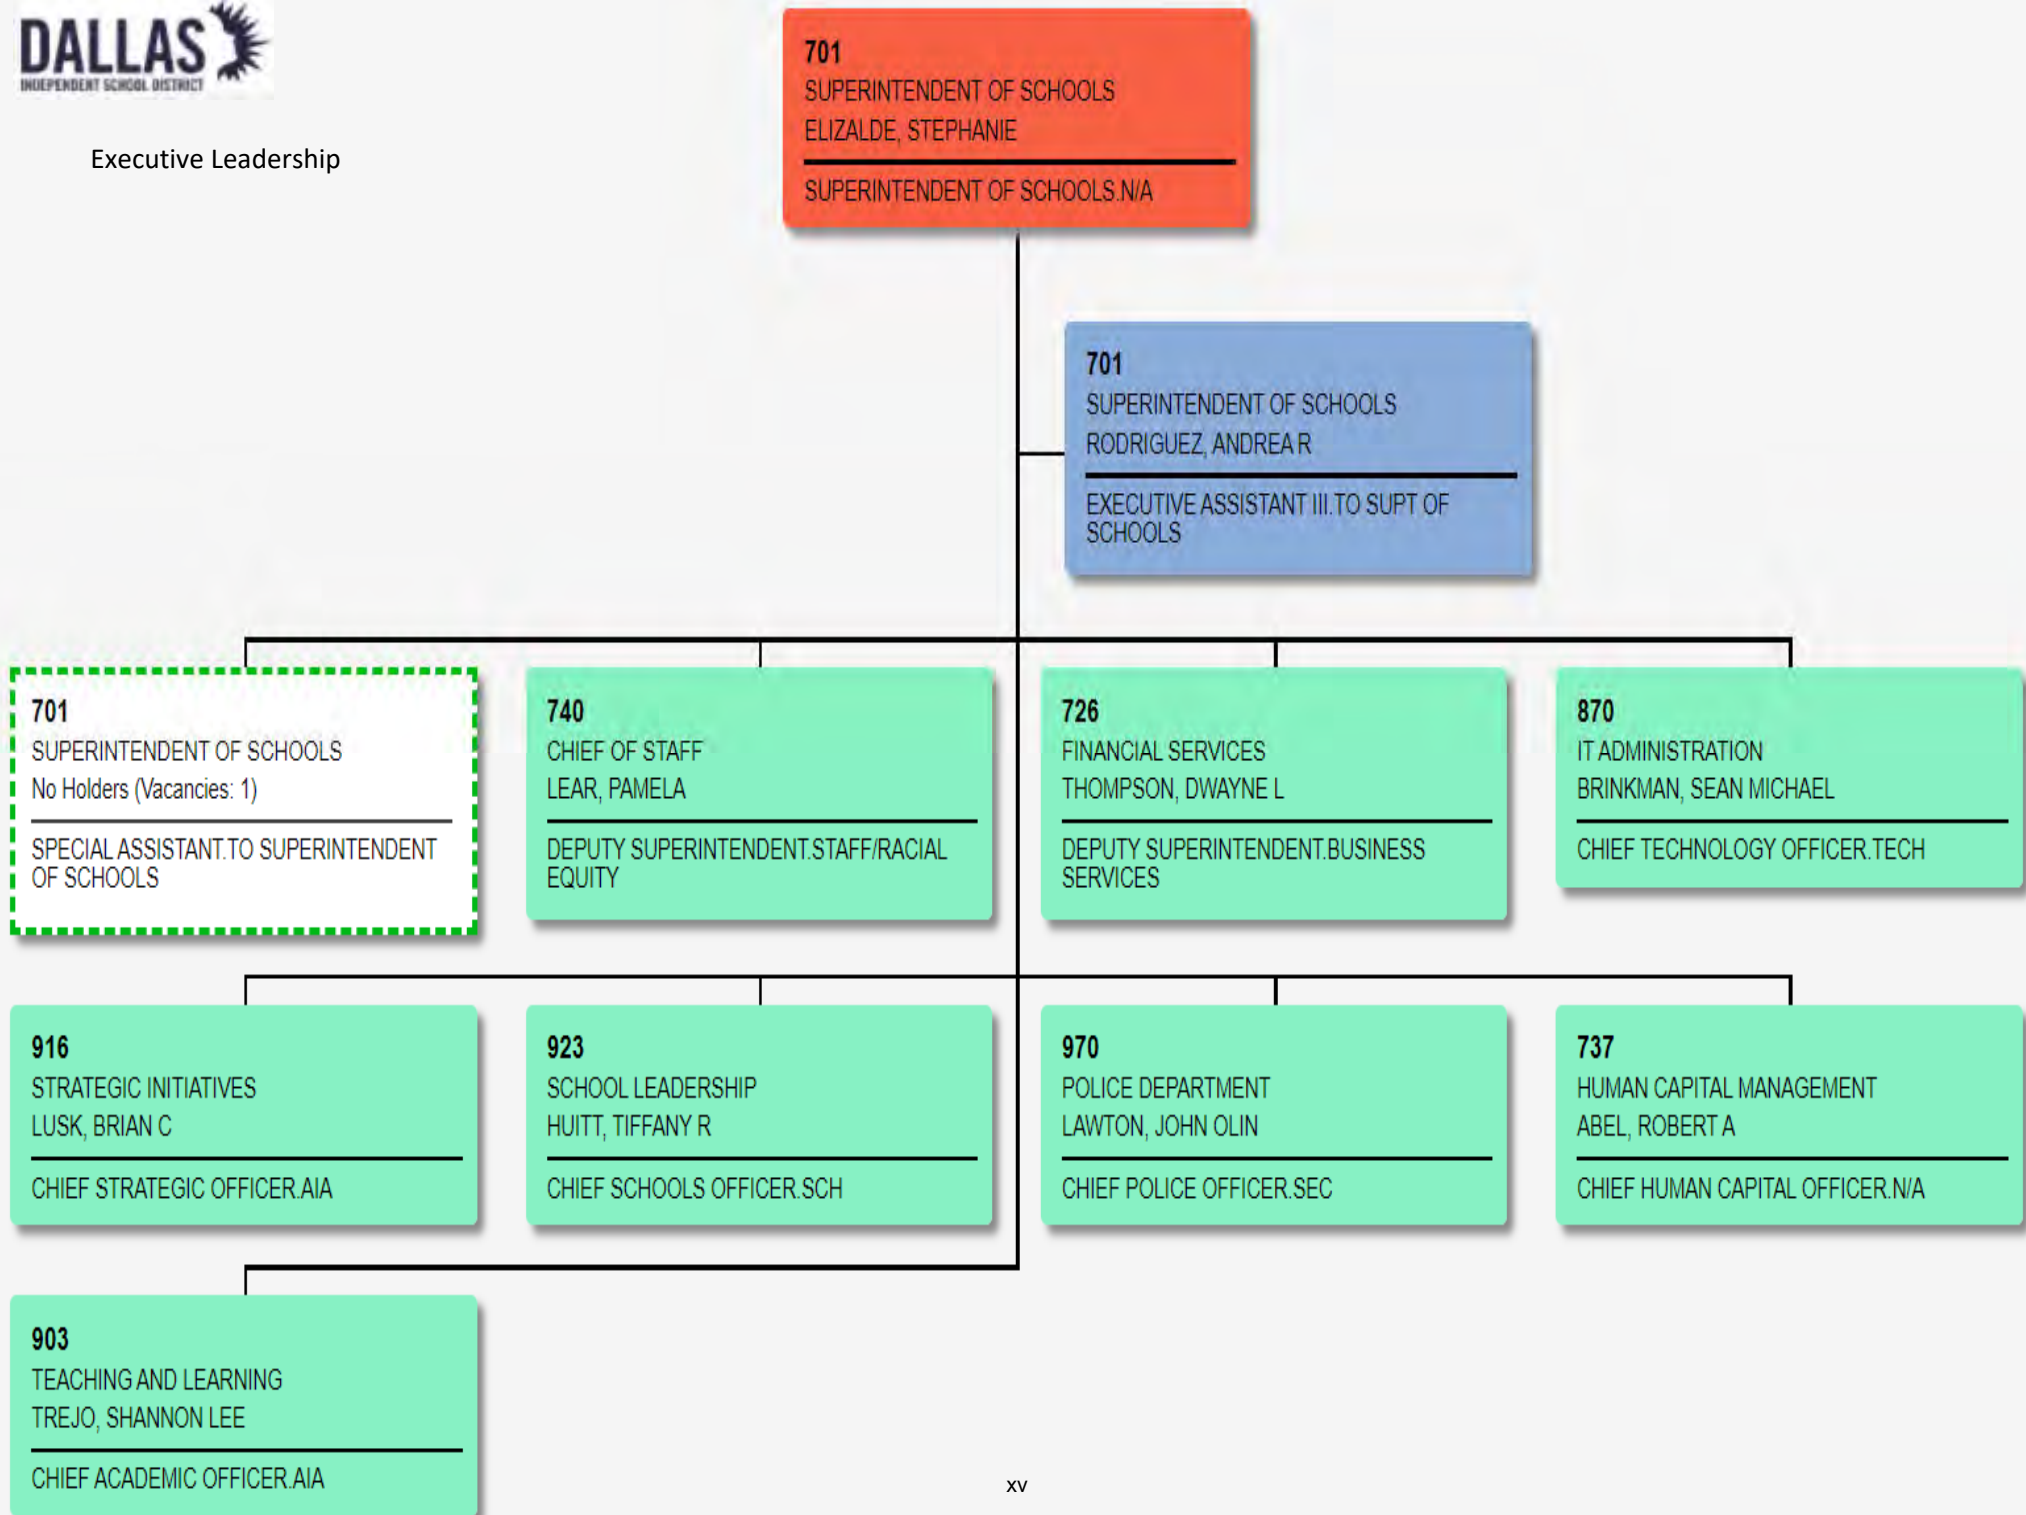 DALLAS
INDEPENDENT SCHOOL DISTRICT
Executive Leadership
701
SUPERINTENDENT OF SCHOOLS
ELIZALDE, STEPHANIE
SUPERINTENDENT OF SCHOOLS.N/A
701
SUPERINTENDENT OF SCHOOLS
RODRIGUEZ, ANDREA R
EXECUTIVE ASSISTANT III.TO SUPT OF
SCHOOLS
701
SUPERINTENDENT OF SCHOOLS
No Holders (Vacancies: 1)
SPECIAL ASSISTANT.TO SUPERINTENDENT
OF SCHOOLS
740
CHIEF OF STAFF
LEAR, PAMELA
DEPUTY SUPERINTENDENT.STAFF/RACIAL
EQUITY
726
FINANCIAL SERVICES
THOMPSON, DWAYNE L
DEPUTY SUPERINTENDENT.BUSINESS
SERVICES
870
IT ADMINISTRATION
BRINKMAN, SEAN MICHAEL
CHIEF TECHNOLOGY OFFICER.TECH
916
STRATEGIC INITIATIVES
LUSK, BRIAN C
CHIEF STRATEGIC OFFICER.AIA
923
SCHOOL LEADERSHIP
HUITT, TIFFANY R
CHIEF SCHOOLS OFFICER.SCH
970
POLICE DEPARTMENT
LAWTON, JOHN OLIN
CHIEF POLICE OFFICER.SEC
737
HUMAN CAPITAL MANAGEMENT
ABEL, ROBERT A
CHIEF HUMAN CAPITAL OFFICER.N/A
903
TEACHING AND LEARNING
TREJO, SHANNON LEE
CHIEF ACADEMIC OFFICER.AIA
xv